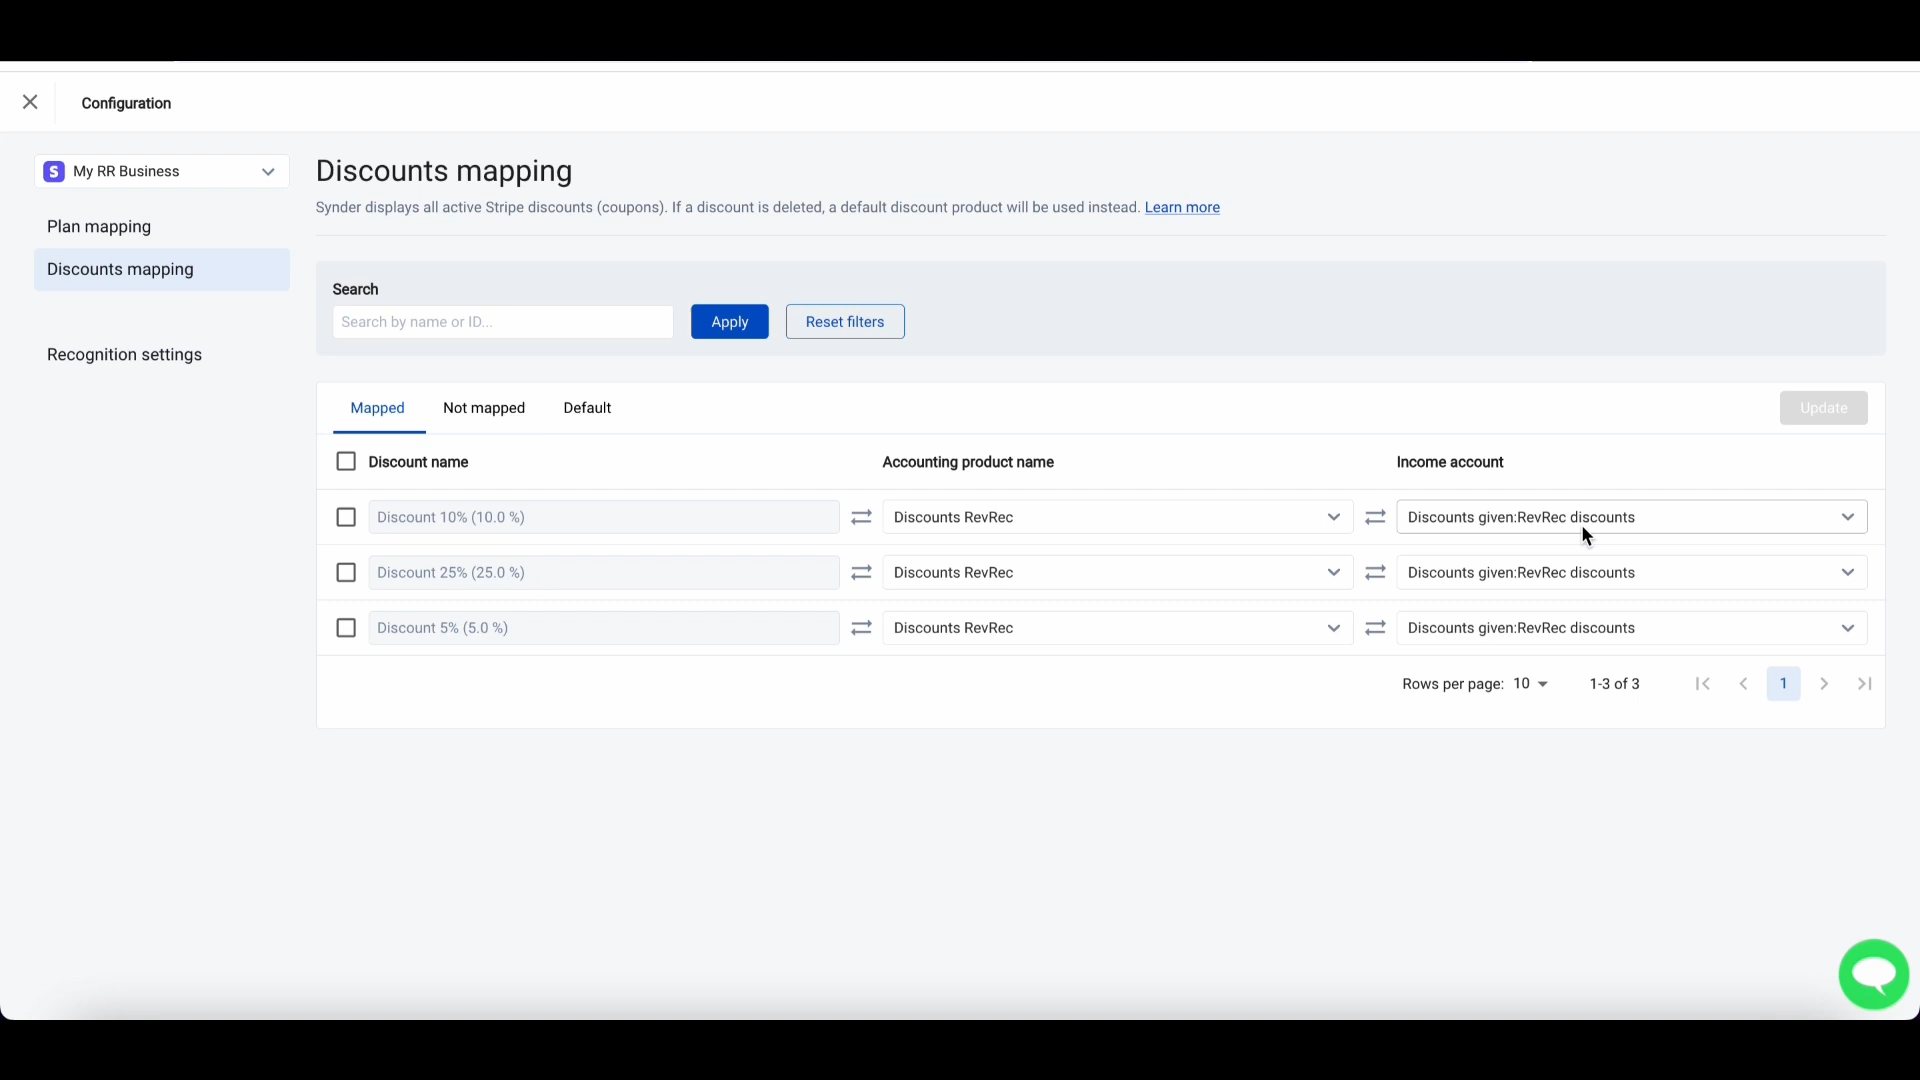 Configuration
S My RR Business
Plan mapping
Discounts mapping
Recognition settings
Discounts mapping
Synder displays all active Stripe discounts (coupons). If a discount is deleted, a default discount product will be used instead. Learn more
Search
Search by name or ID... Apply Reset filters
Mapped Not mapped Default Update
Discount name Accounting product name Income account
Discount 10% (10.0 %) Discounts RevRec Discounts given:RevRec discounts
Discount 25% (25.0 %) Discounts RevRec Discounts given:RevRec discounts
Discount 5% (5.0 %) Discounts RevRec Discounts given:RevRec discounts
Rows per page: 10 1-3 of 3 1